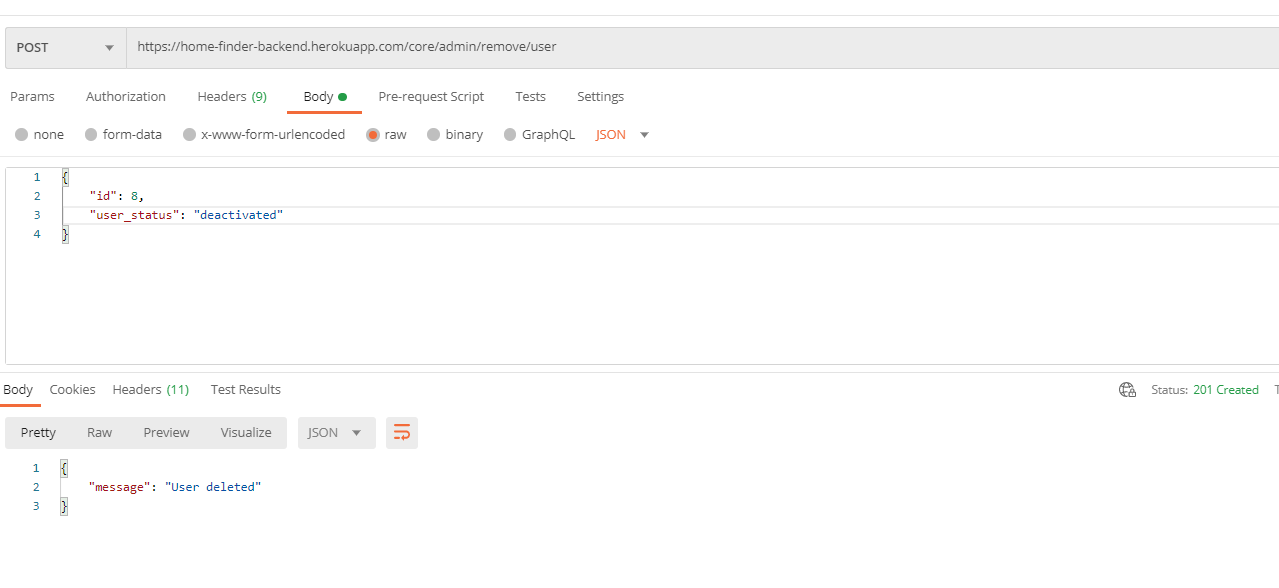 POST https://home-finder-backend.herokuapp.com/core/admin/remove/user
Params Authorization Headers (9) Body Pre-request Script Tests Settings
none form-data x-www-form-urlencoded raw binary GraphQL JSON
1 {
2 "id": 8,
3 "user_status": "deactivated"
4 }
Body Cookies Headers (11) Test Results Status: 201 Created
Pretty Raw Preview Visualize JSON
1 {
2 "message": "User deleted"
3 }